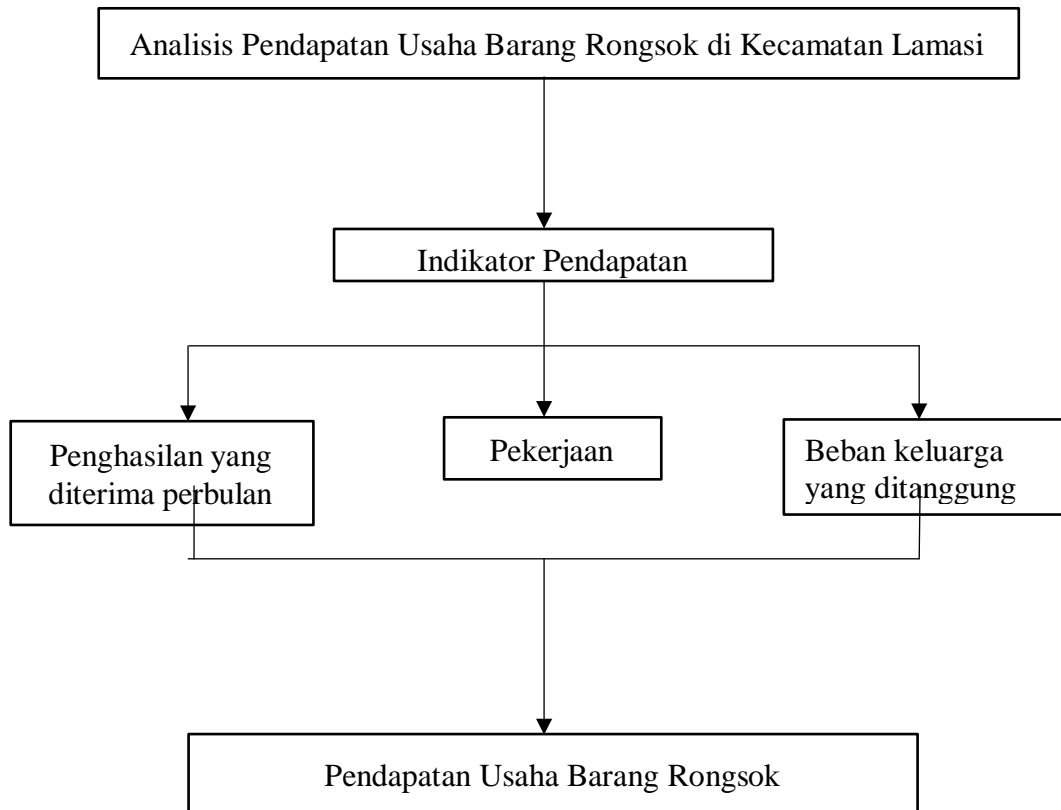 Analisis Pendapatan Usaha Barang Rongsok di Kecamatan Lamasi
Indikator Pendapatan
Penghasilan yang
diterima perbulan
Pekerjaan
Beban keluarga
yang ditanggung
Pendapatan Usaha Barang Rongsok